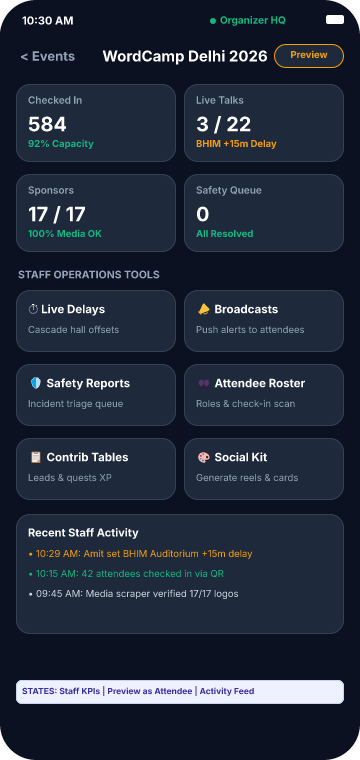 10:30 AM
● Organizer HQ
< Events
WordCamp Delhi 2026
Preview
Checked In
584
92% Capacity
Live Talks
3 / 22
BHIM +15m Delay
Sponsors
17 / 17
100% Media OK
Safety Queue
0
All Resolved
STAFF OPERATIONS TOOLS
⏱ Live Delays
Cascade hall offsets
📣 Broadcasts
Push alerts to attendees
🛡 Safety Reports
Incident triage queue
👥 Attendee Roster
Roles & check-in scan
📋 Contrib Tables
Leads & quests XP
🎨 Social Kit
Generate reels & cards
Recent Staff Activity
• 10:29 AM: Amit set BHIM Auditorium +15m delay
• 10:15 AM: 42 attendees checked in via QR
• 09:45 AM: Media scraper verified 17/17 logos
STATES: Staff KPIs | Preview as Attendee | Activity Feed